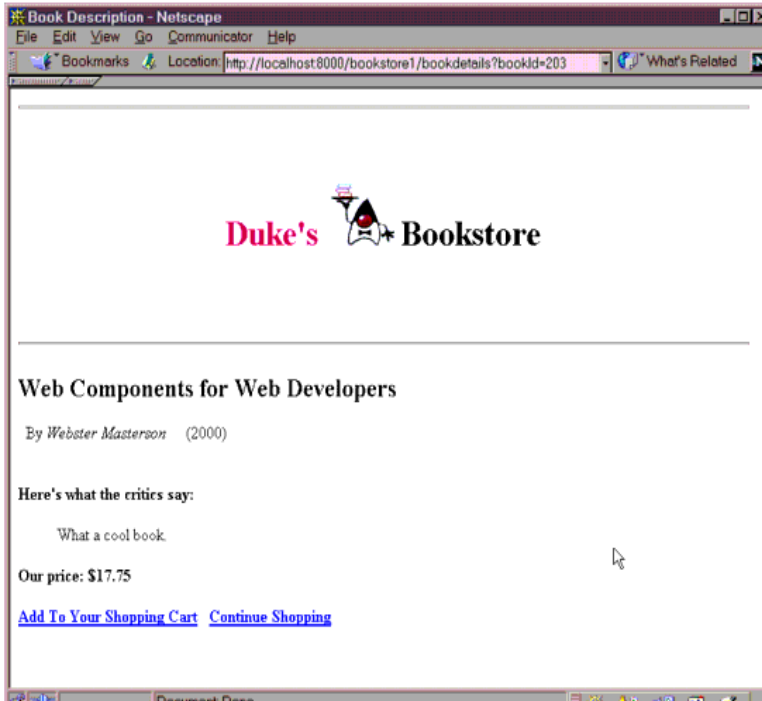 Book Description - Netscape
File Edit View Go Communicator Help
Bookmarks Location: http://localhost:8000/bookstore1/bookdetails?bookId=203 What's Related
Duke's Bookstore
Web Components for Web Developers
By Webster Masterson (2000)
Here's what the critics say:
What a cool book.
Our price: $17.75
Add To Your Shopping Cart Continue Shopping
Document: Done